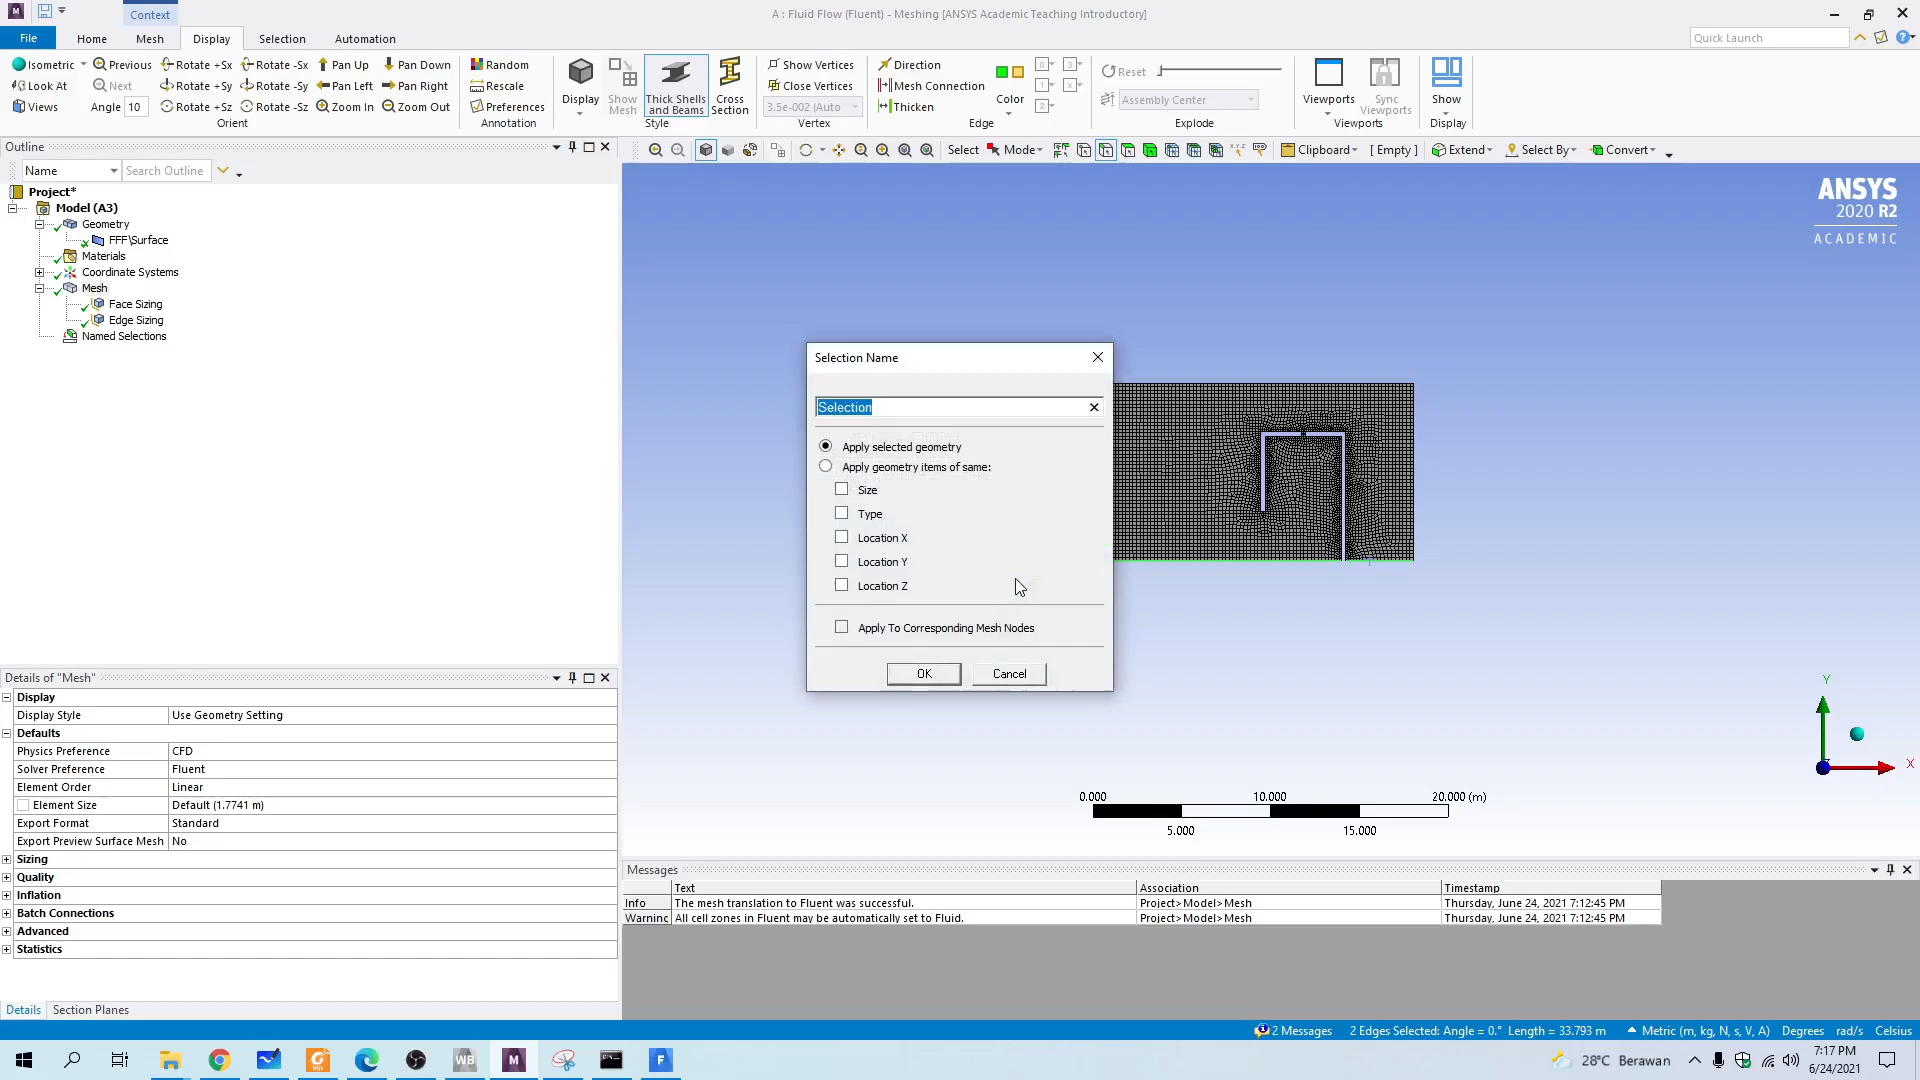 Context
A : Fluid Flow (Fluent) - Meshing [ANSYS Academic Teaching Introductory]
File
Home
Mesh
Display
Selection
Automation
Quick Launch
Isometric
Previous
Rotate +Sx
Rotate -Sx
Pan Up
Pan Down
Look At
Next
Rotate +Sy
Rotate -Sy
Pan Left
Pan Right
Views
Angle 10
Rotate +Sz
Rotate -Sz
Zoom In
Zoom Out
Orient
Random
Rescale
Preferences
Annotation
Display
Show
Mesh
Thick Shells
and Beams
Cross
Section
Style
Show Vertices
Close Vertices
3.5e-002 (Auto
Vertex
Direction
Mesh Connection
Thicken
Color
Edge
Reset
Assembly Center
Explode
Viewports
Sync
Viewports
Viewports
Show
Display
Outline
Name
Search Outline
Project*
Model (A3)
Geometry
FFF\Surface
Materials
Coordinate Systems
Mesh
Face Sizing
Edge Sizing
Named Selections
Select
Mode
Clipboard
[ Empty ]
Extend
Select By
Convert
ANSYS
2020 R2
ACADEMIC
Selection Name
Selection
Apply selected geometry
Apply geometry items of same:
Size
Type
Location X
Location Y
Location Z
Apply To Corresponding Mesh Nodes
OK
Cancel
Y
X
0.000
10.000
20.000 (m)
5.000
15.000
Details of "Mesh"
Display
Display Style
Use Geometry Setting
Defaults
Physics Preference
CFD
Solver Preference
Fluent
Element Order
Linear
Element Size
Default (1.7741 m)
Export Format
Standard
Export Preview Surface Mesh
No
Sizing
Quality
Inflation
Batch Connections
Advanced
Statistics
Details
Section Planes
Messages
Text
Association
Timestamp
Info
The mesh translation to Fluent was successful.
Project>Model>Mesh
Thursday, June 24, 2021 7:12:45 PM
Warninc
All cell zones in Fluent may be automatically set to Fluid.
Project>Model>Mesh
Thursday, June 24, 2021 7:12:45 PM
2 Messages
2 Edges Selected: Angle = 0.° Length = 33.793 m
Metric (m, kg, N, s, V, A)
Degrees
rad/s
Celsius
28°C Berawan
7:17 PM
6/24/2021